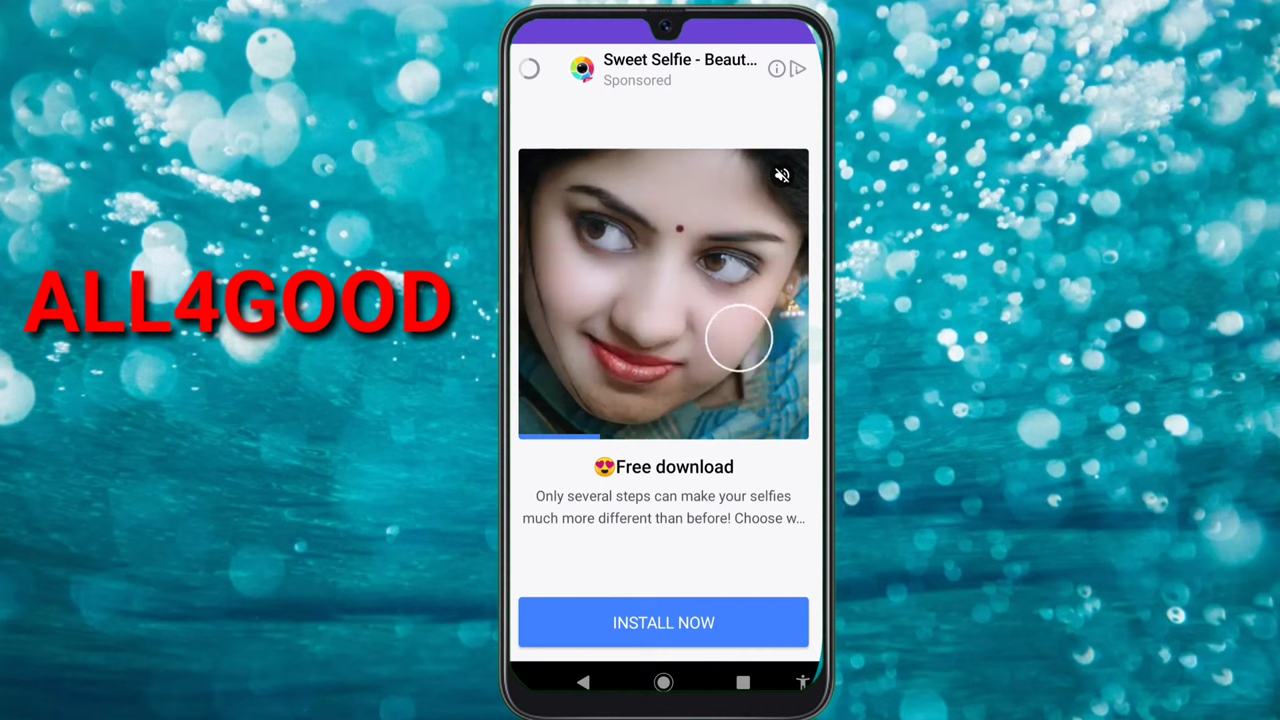 ALL4GOOD
Sweet Selfie - Beaut...
Sponsored
😍Free download
Only several steps can make your selfies
much more different than before! Choose w...
INSTALL NOW